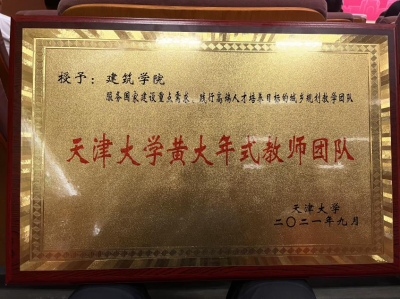 授予：建筑学院
服务国家建设重点需求、践行高端人才培养目标的城乡规划教学团队
天津大学黄大年式教师团队
天津大学
二〇二一年九月